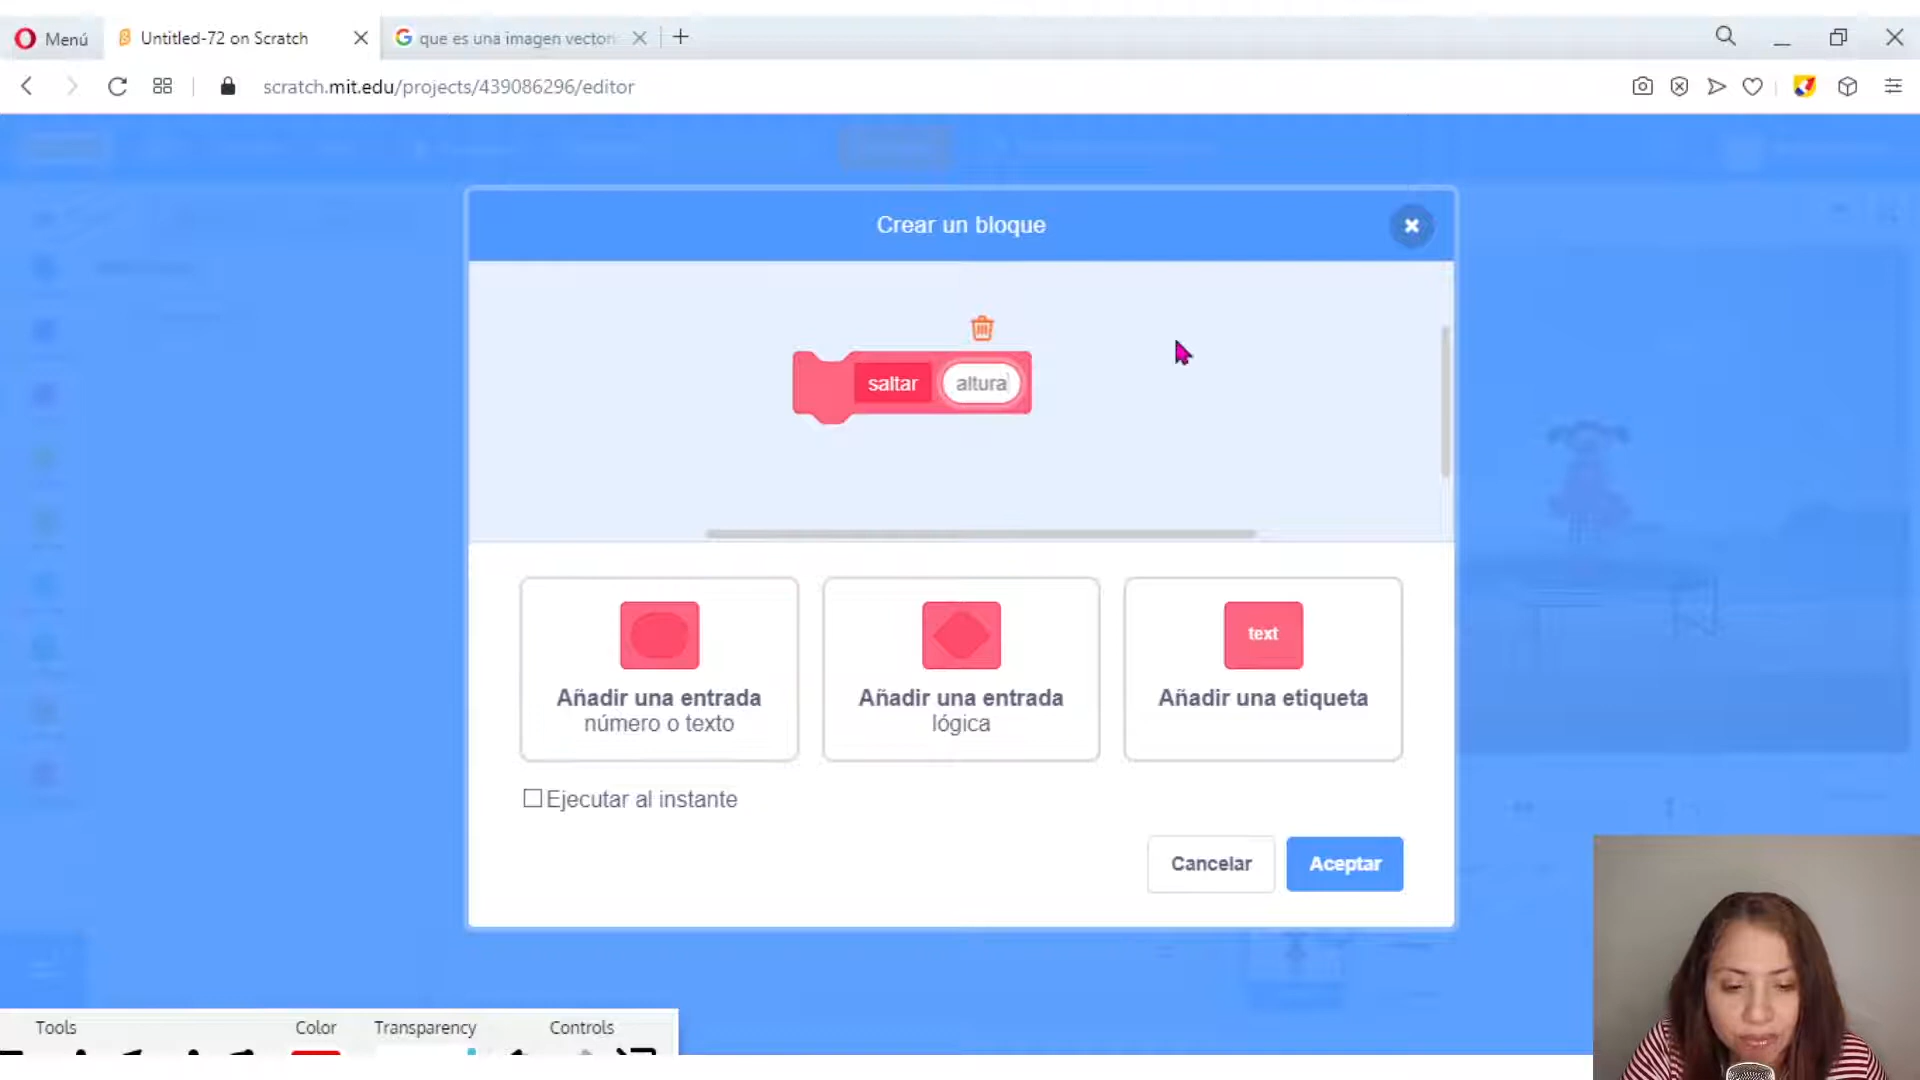 Menú
Untitled-72 on Scratch
que es una imagen vector
scratch.mit.edu/projects/439086296/editor
Crear un bloque
saltar
altura
Añadir una entrada
número o texto
Añadir una entrada
lógica
text
Añadir una etiqueta
Ejecutar al instante
Cancelar
Aceptar
Tools
Color
Transparency
Controls